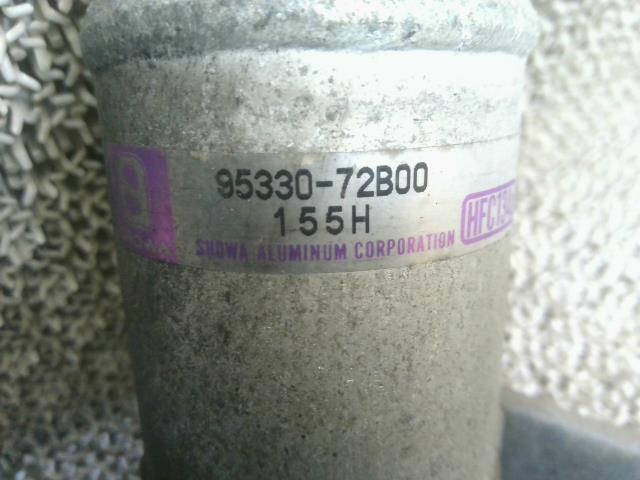 95330-72B00
155H
SHOWA ALUMINUM CORPORATION